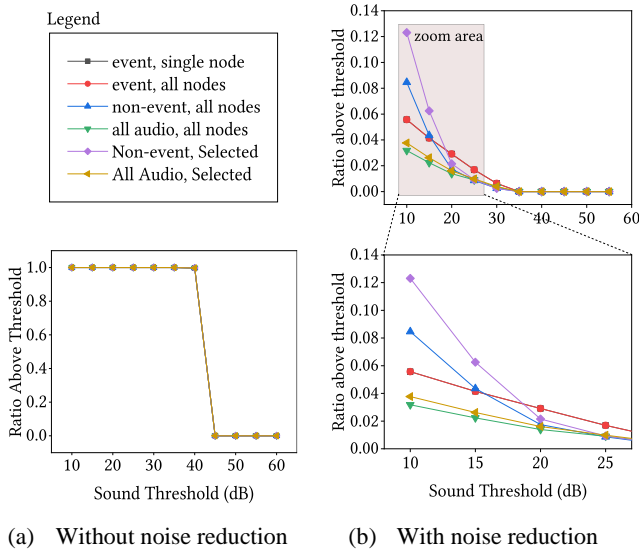 Legend
event, single node
event, all nodes
non-event, all nodes
all audio, all nodes
Non-event, Selected
All Audio, Selected
Ratio above threshold
0.14
0.12
0.10
0.08
0.06
0.04
0.02
0.00
zoom area
10 20 30 40 50 60
Ratio Above Threshold
1.0
0.8
0.6
0.4
0.2
0.0
10 20 30 40 50 60
Sound Threshold (dB)
Ratio above threshold
0.14
0.12
0.10
0.08
0.06
0.04
0.02
0.00
10 15 20 25
Sound Threshold (dB)
(a) Without noise reduction
(b) With noise reduction